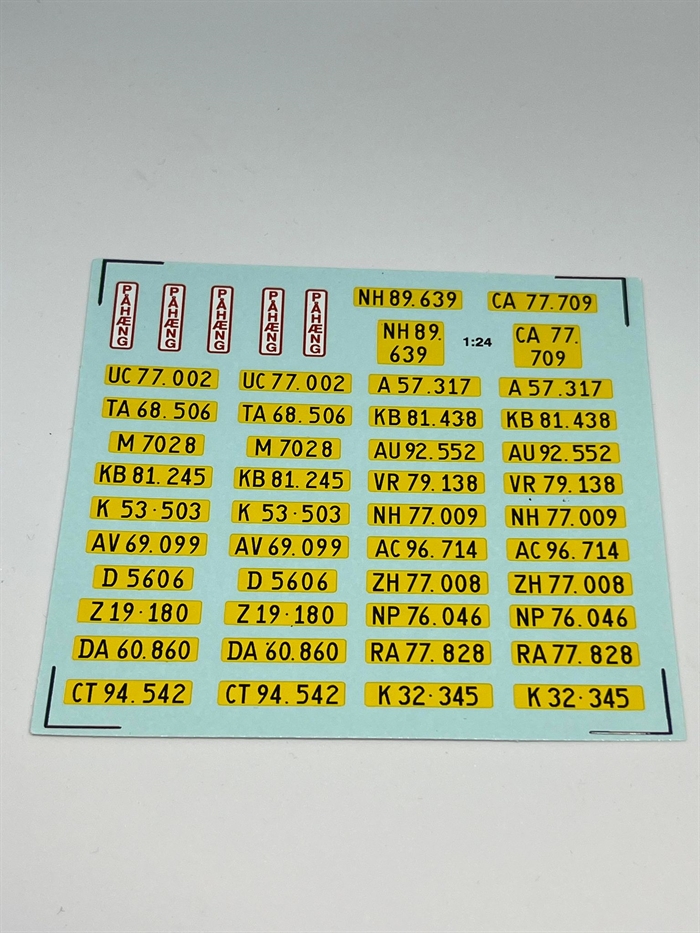 PÅHÆNG PÅHÆNG PÅHÆNG PÅHÆNG PÅHÆNG
NH 89.639 CA 77.709
NH 89.
639
1:24
CA 77.
709
UC 77.002 UC 77.002 A 57.317 A 57.317
TA 68.506 TA 68.506 KB 81.438 KB 81.438
M 7028 M 7028 AU 92.552 AU 92.552
KB 81.245 KB 81.245 VR 79.138 VR 79.138
K 53·503 K 53·503 NH 77.009 NH 77.009
AV 69.099 AV 69.099 AC 96.714 AC 96.714
D 5606 D 5606 ZH 77.008 ZH 77.008
Z 19·180 Z 19·180 NP 76.046 NP 76.046
DA 60.860 DA 60.860 RA 77.828 RA 77.828
CT 94.542 CT 94.542 K 32·345 K 32·345